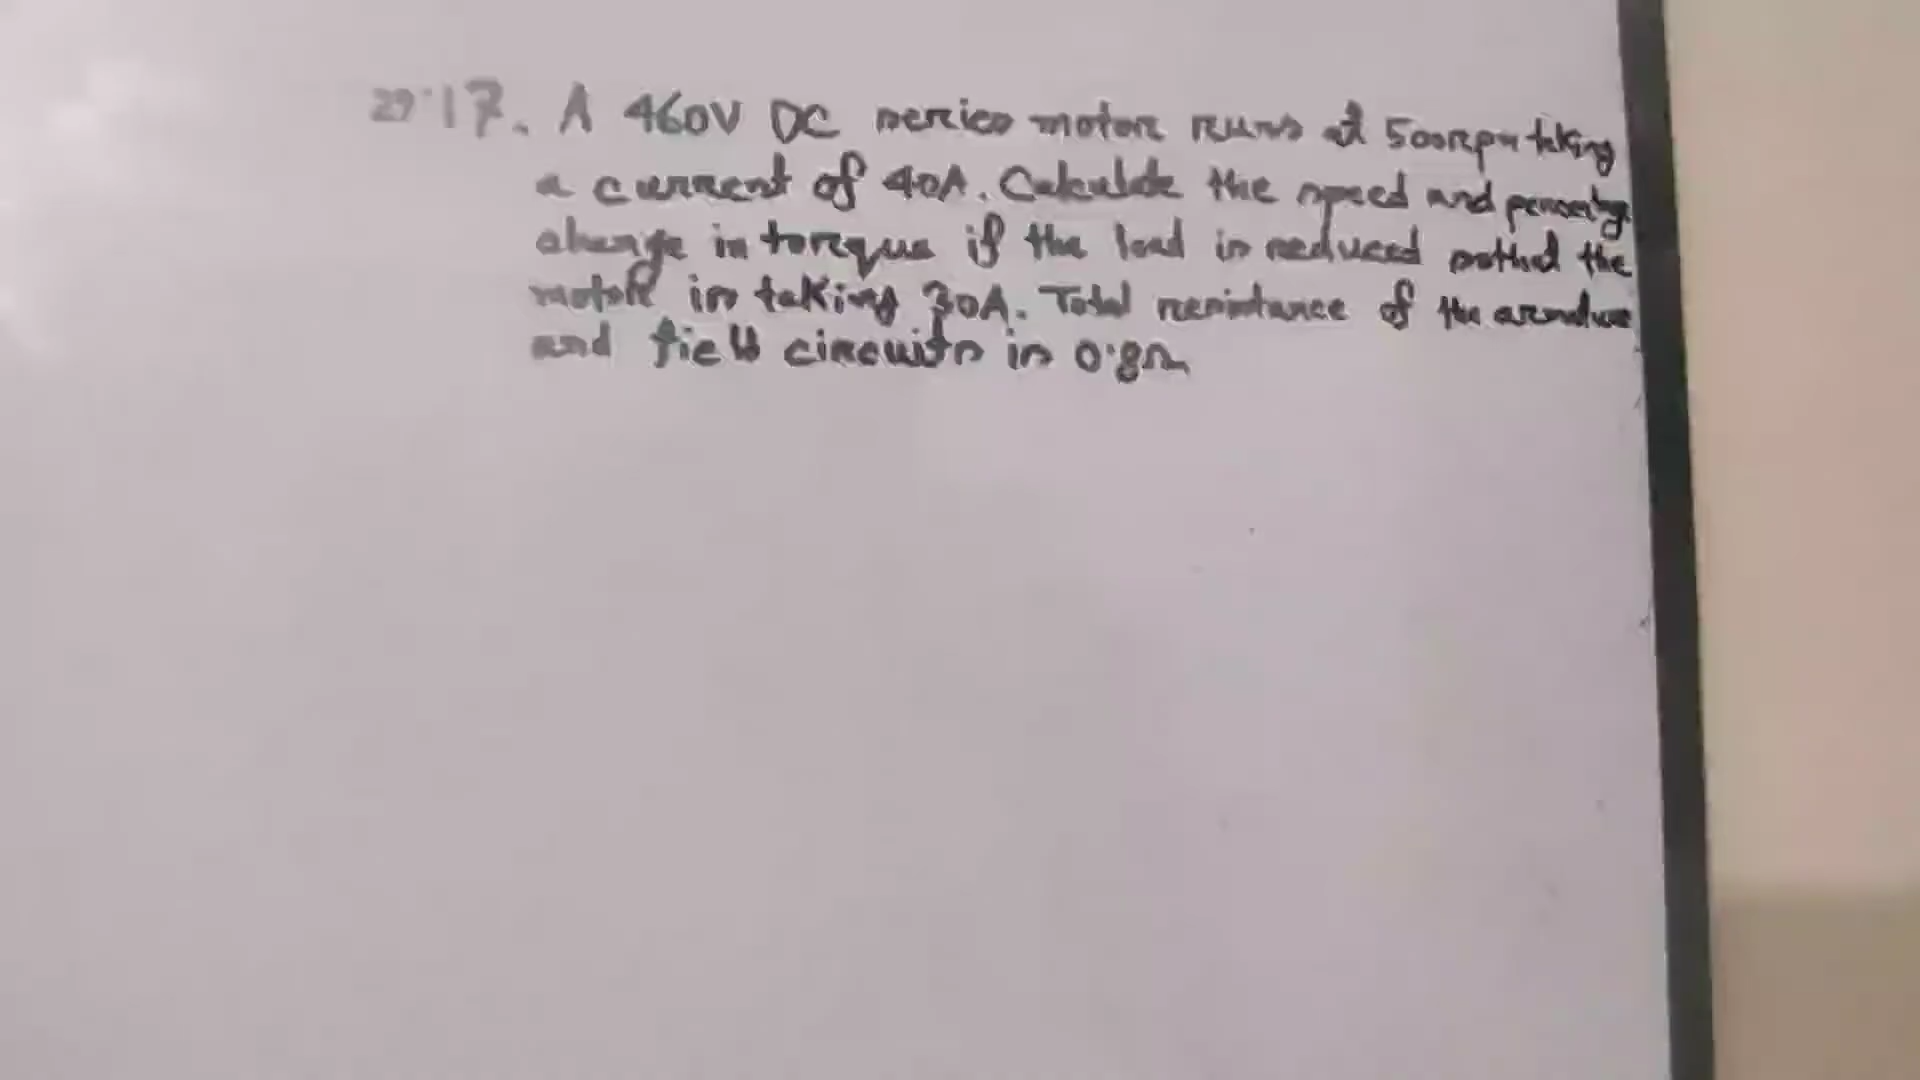 29.17. A 460V DC series motor runs at 500rpm taking
a current of 40A. Calculate the speed and percentage
change in torque if the load is reduced so that the
motor is taking 30A. Total resistance of the armature
and field circuits is 0.8Ω